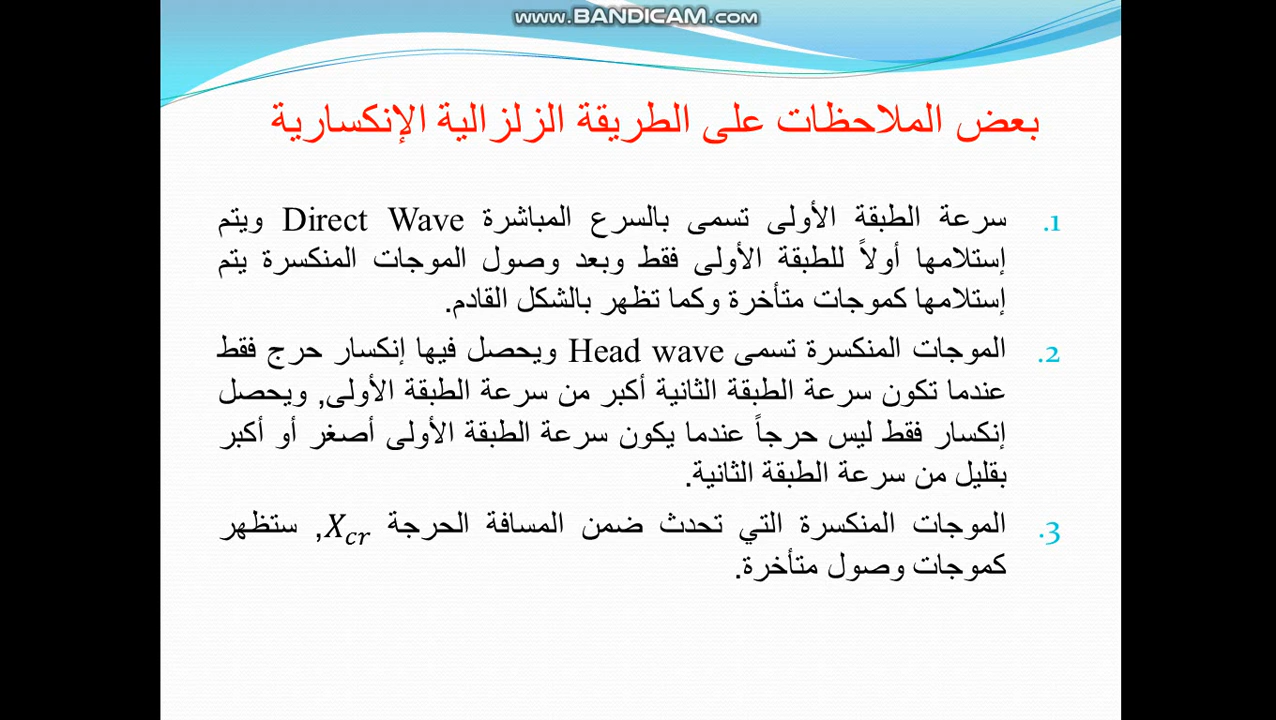 www.BANDICAM.com
بعض الملاحظات على الطريقة الزلزالية الإنكسارية
1. سرعة الطبقة الأولى تسمى بالسرع المباشرة Direct Wave ويتم
إستلامها أولاً للطبقة الأولى فقط وبعد وصول الموجات المنكسرة يتم
إستلامها كموجات متأخرة وكما تظهر بالشكل القادم.
2. الموجات المنكسرة تسمى Head wave ويحصل فيها إنكسار حرج فقط
عندما تكون سرعة الطبقة الثانية أكبر من سرعة الطبقة الأولى, ويحصل
إنكسار فقط ليس حرجاً عندما يكون سرعة الطبقة الأولى أصغر أو أكبر
بقليل من سرعة الطبقة الثانية.
3. الموجات المنكسرة التي تحدث ضمن المسافة الحرجة Xcr, ستظهر
كموجات وصول متأخرة.